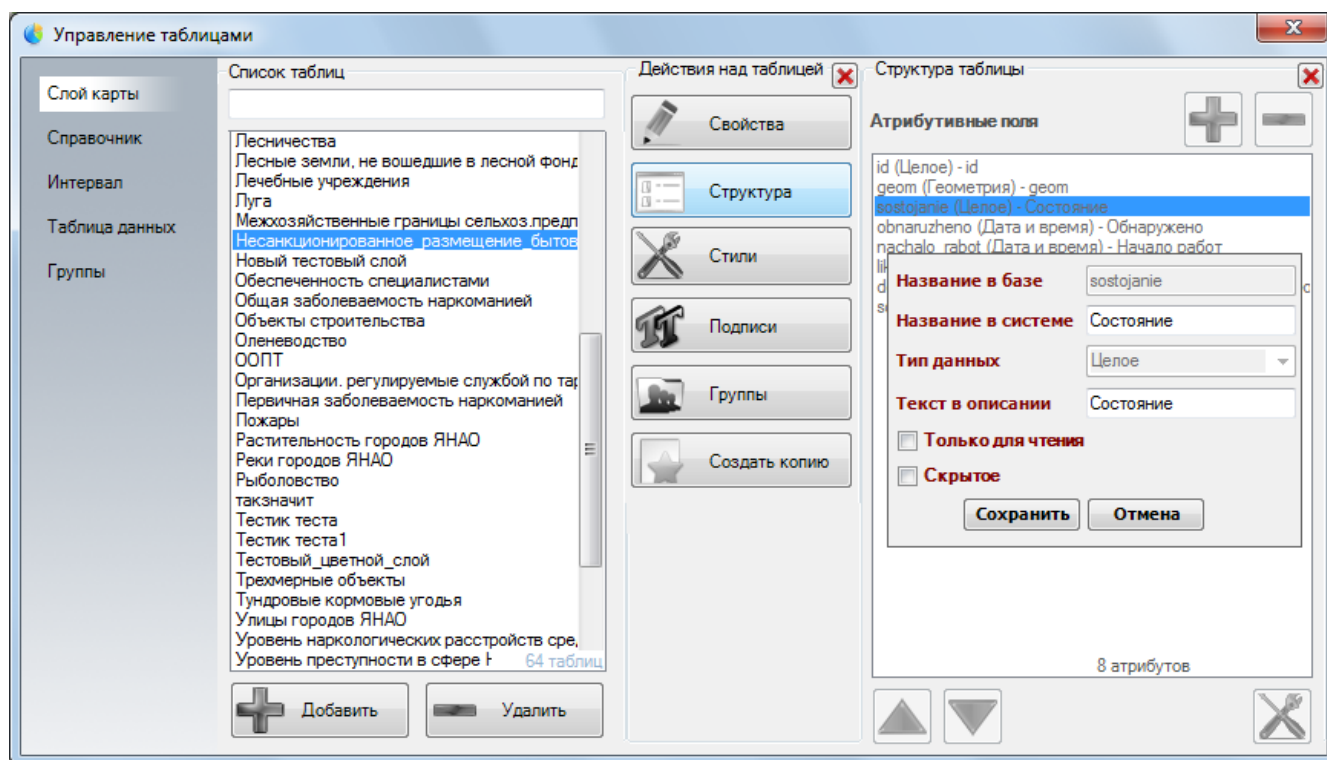 Управление таблицами
x
Слой карты
Справочник
Интервал
Таблица данных
Группы
Список таблиц
Лесничества
Лесные земли, не вошедшие в лесной фонд
Лечебные учреждения
Луга
Межхозяйственные границы сельхоз.предп
Несанкционированное_размещение_бытов
Новый тестовый слой
Обеспеченность специалистами
Общая заболеваемость наркоманией
Объекты строительства
Оленеводство
ООПТ
Организации. регулируемые службой по тар
Первичная заболеваемость наркоманией
Пожары
Растительность городов ЯНАО
Реки городов ЯНАО
Рыболовство
такзначит
Тестик теста
Тестик теста1
Тестовый_цветной_слой
Трехмерные объекты
Тундровые кормовые угодья
Улицы городов ЯНАО
Уровень наркологических расстройств сре
Уровень преступности в сфере Н
64 таблиц
Добавить
Удалить
Действия над таблицей
Свойства
Структура
Стили
Подписи
Группы
Создать копию
Структура таблицы
Атрибутивные поля
id (Целое) - id
geom (Геометрия) - geom
sostojanie (Целое) - Состояние
obnaruzheno (Дата и время) - Обнаружено
nachalo_rabot (Дата и время) - Начало работ
Название в базе sostojanie
Название в системе Состояние
Тип данных Целое
Текст в описании Состояние
Только для чтения
Скрытое
Сохранить Отмена
8 атрибутов